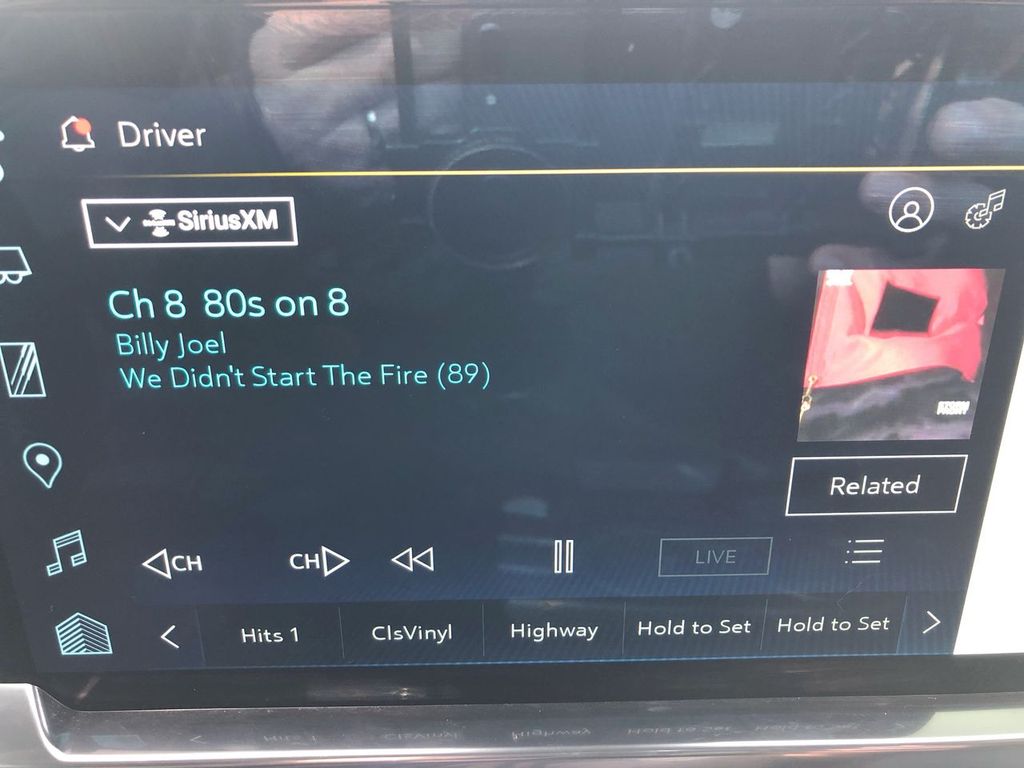 Driver
SiriusXM
Ch 8 80s on 8
Billy Joel
We Didn't Start The Fire (89)
Related
CH
CH
LIVE
Hits 1
ClsVinyl
Highway
Hold to Set
Hold to Set